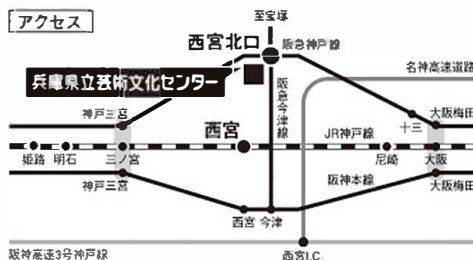 アクセス
至宝塚
西宮北口
阪急神戸線
名神高速道路
兵庫県立芸術文化センター
阪急今津線
神戸三宮
西宮
JR神戸線
十三
大阪梅田
姫路
明石
三ノ宮
尼崎
大阪
神戸三宮
阪神本線
大阪梅田
西宮
今津
阪神高速3号神戸線
西宮I.C.